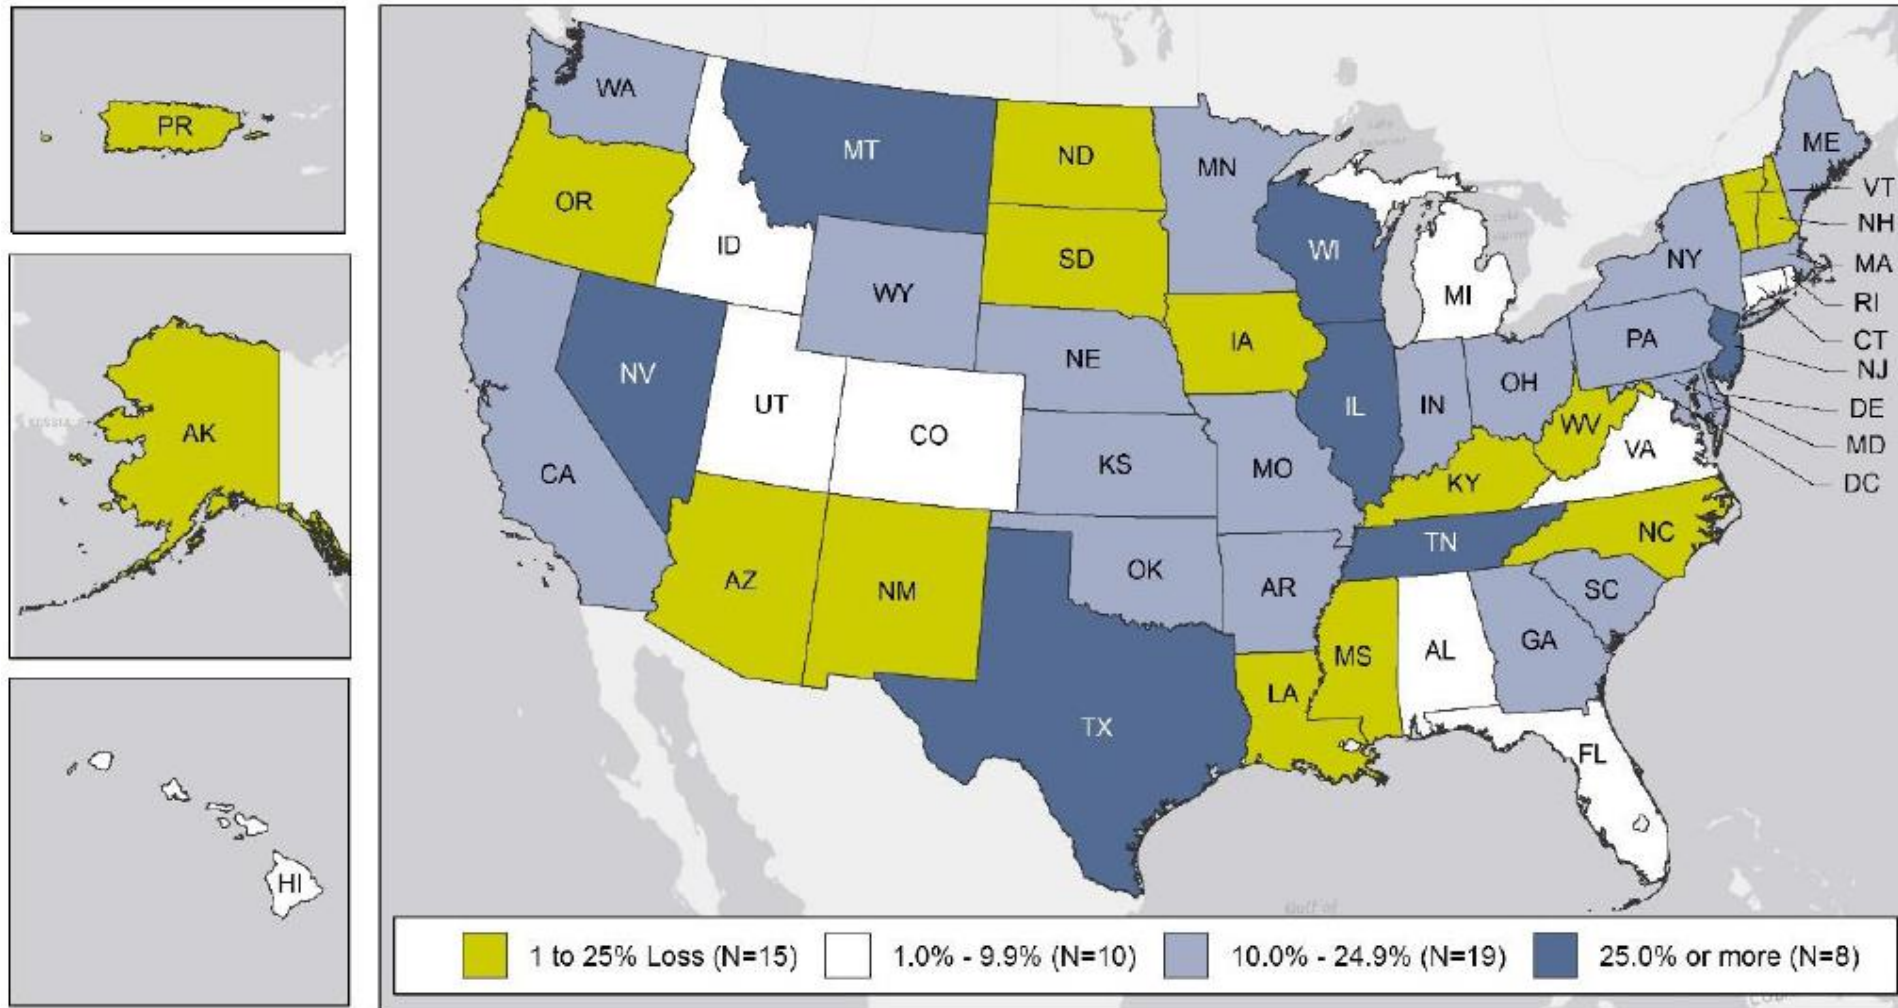 PR
AK
HI
WA
OR
CA
NV
ID
MT
WY
UT
CO
AZ
NM
ND
SD
NE
KS
OK
TX
MN
IA
MO
AR
LA
WI
IL
MI
IN
OH
KY
TN
MS
AL
GA
FL
SC
NC
VA
WV
PA
NY
ME
VT
NH
MA
RI
CT
NJ
DE
MD
DC
Gulf of
1 to 25% Loss (N=15)
1.0% - 9.9% (N=10)
10.0% - 24.9% (N=19)
25.0% or more (N=8)